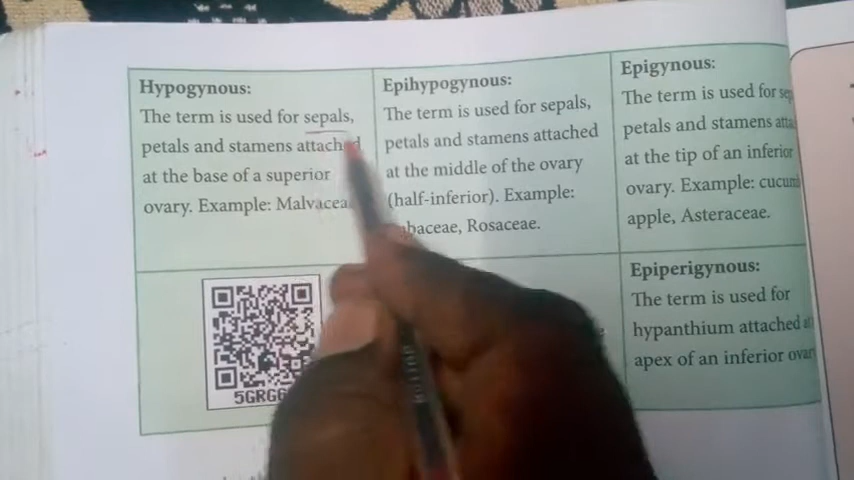 Hypogynous:
The term is used for sepals,
petals and stamens attached
at the base of a superior
ovary. Example:
Epihypogynous:
The term is used for sepals,
petals and stamens attached
at the middle of the ovary
(half-inferior). Example:
Rosaceae.
Epigynous:
The term is used for
petals and stamens
at the tip of an inferior
ovary. Example:
apple, Asteraceae.
Epiperigynous:
The term is used for
hypanthium attached
apex of an inferior